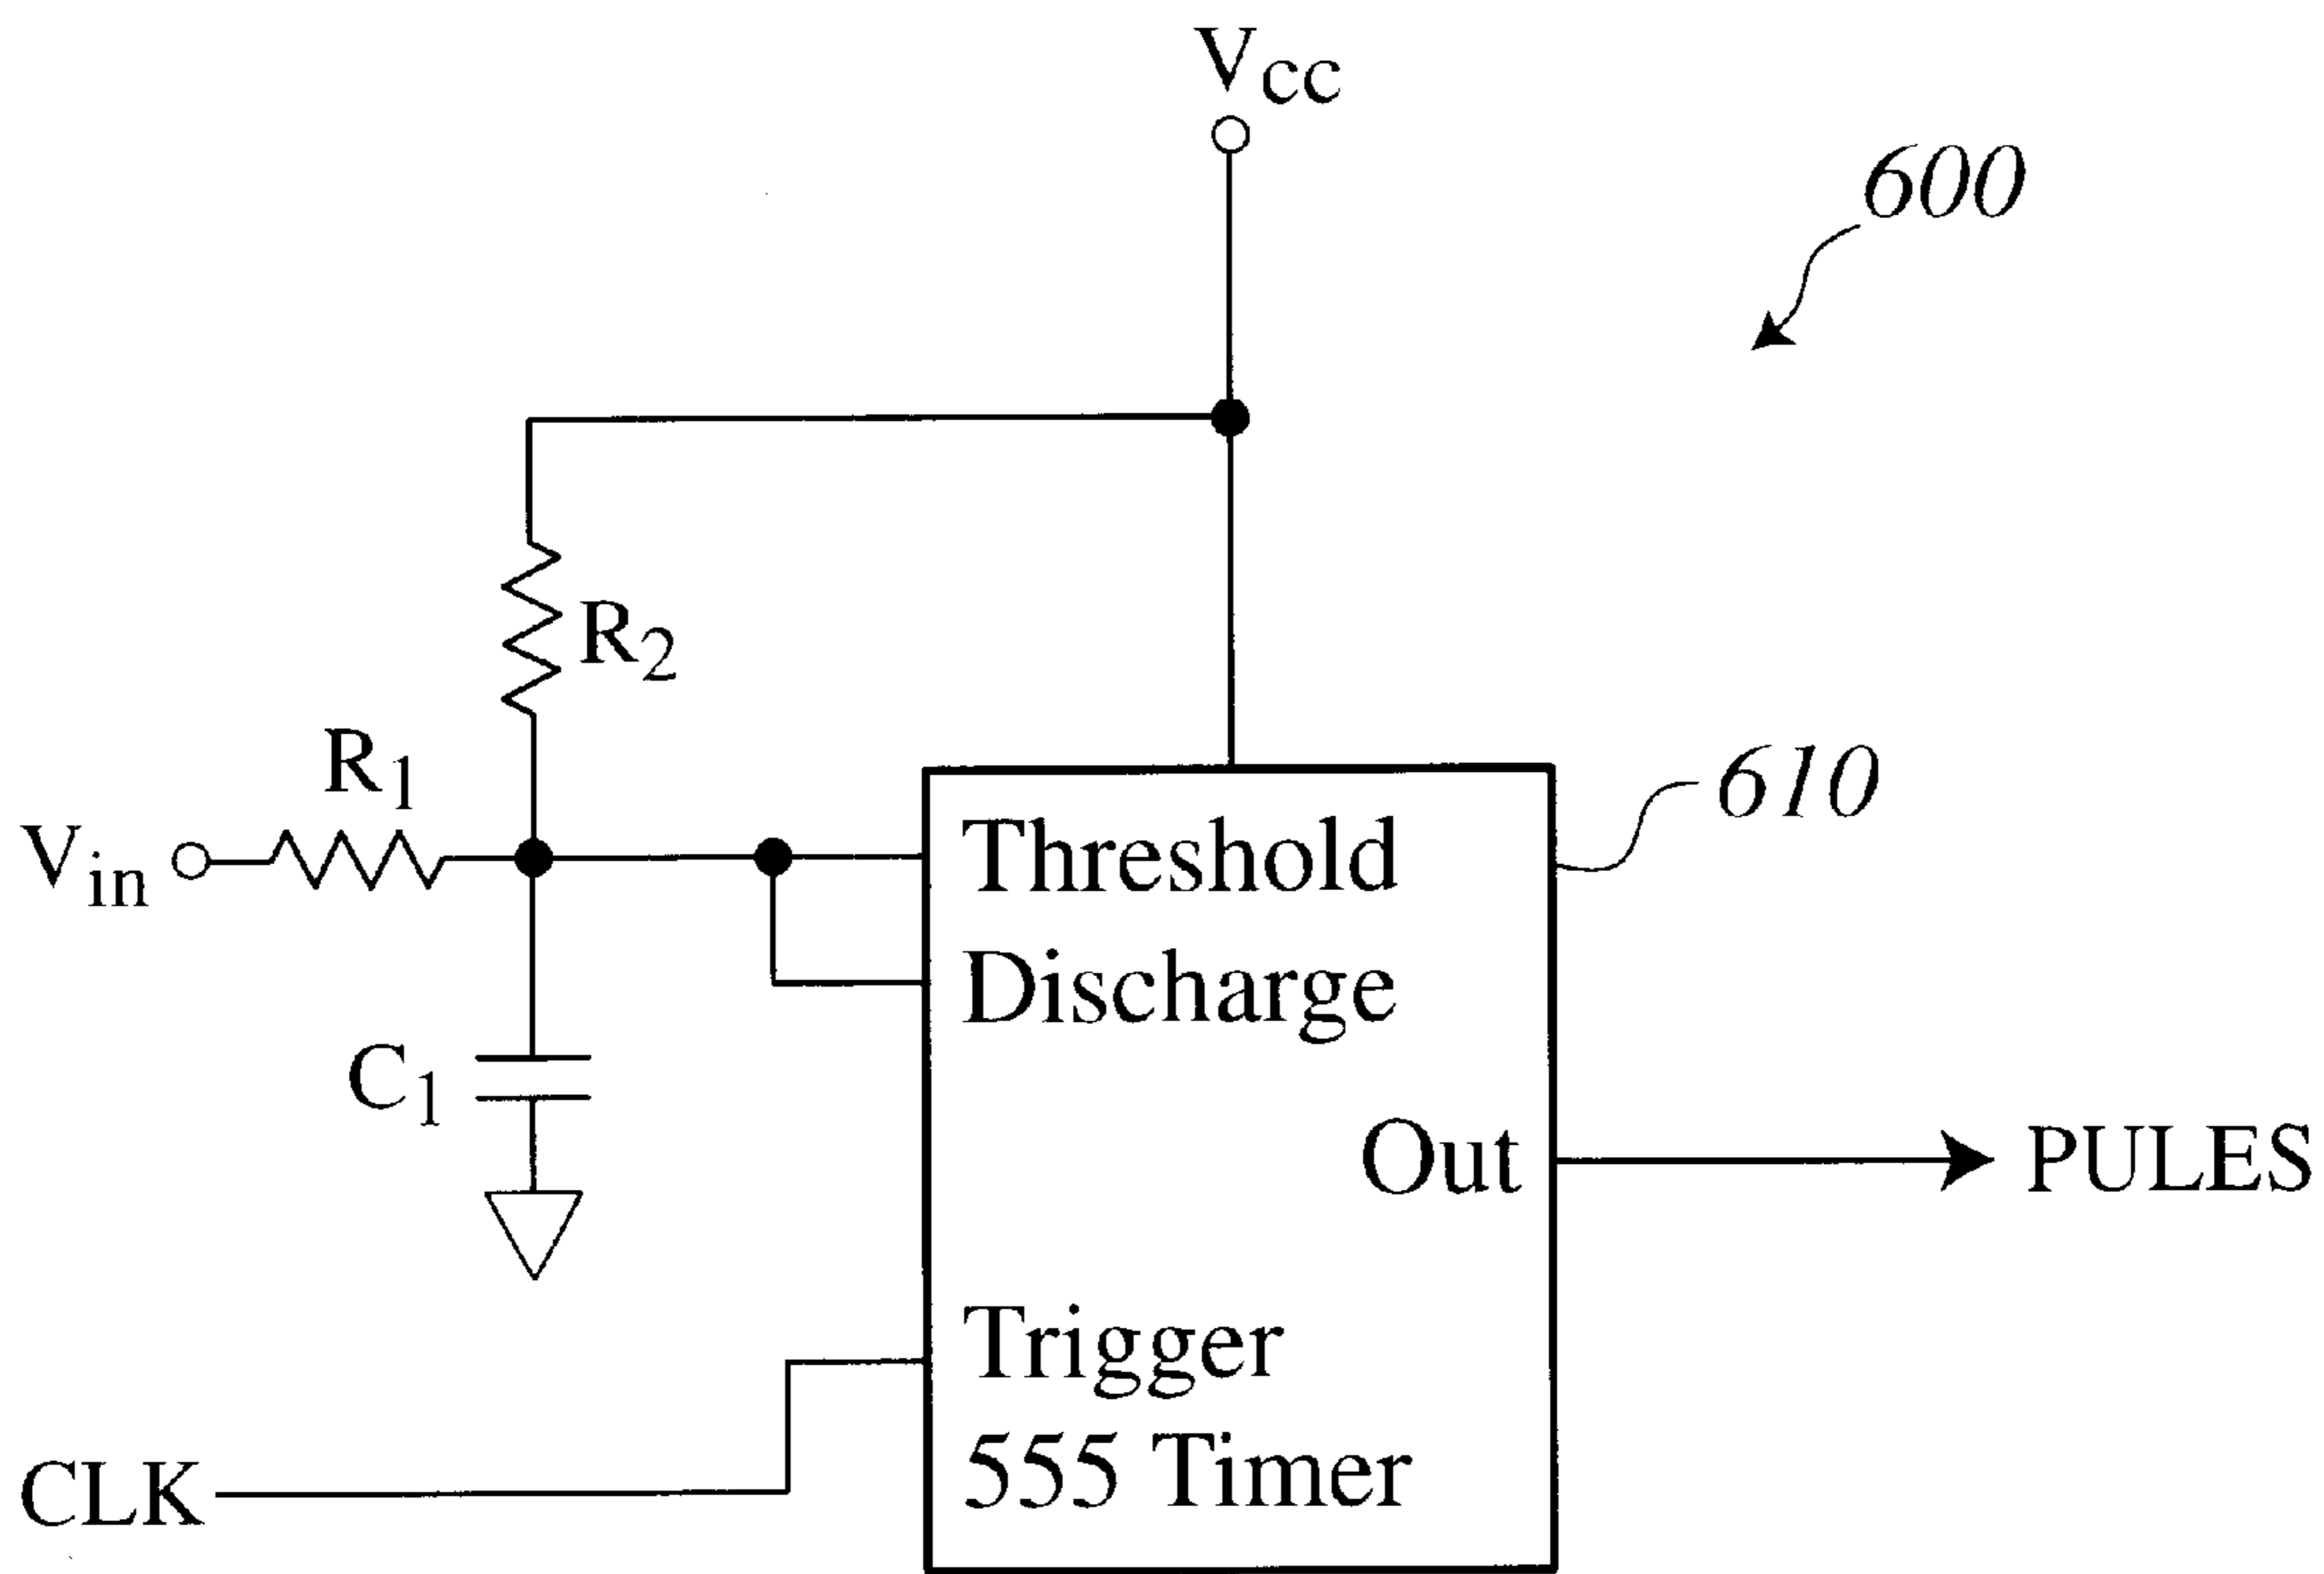 Vcc
600
R2
R1
Vin
Threshold
610
Discharge
C1
Out
PULES
Trigger
555 Timer
CLK